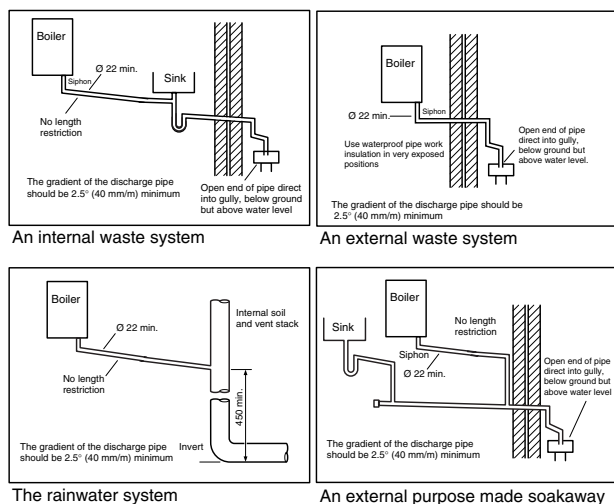 Boiler
Siphon
Ø 22 min.
No length
restriction
Sink
The gradient of the discharge pipe
should be 2.5° (40 mm/m) minimum
Open end of pipe direct
into gully, below ground
but above water level
An internal waste system
Boiler
Siphon
Ø 22 min.
Use waterproof pipe work
insulation in very exposed
positions
Open end of pipe
direct into gully,
below ground but
above water level.
The gradient of the discharge pipe should be
2.5° (40 mm/m) minimum
An external waste system
Boiler
Ø 22 min.
No length
restriction
Internal soil
and vent stack
450 min.
Invert
The gradient of the discharge pipe
should be 2.5° (40 mm/m) minimum
The rainwater system
Sink
Boiler
Siphon
Ø 22 min.
No length
restriction
Open end of pipe
direct into gully,
below ground but
above water level
The gradient of the discharge pipe
should be 2.5° (40 mm/m) minimum
An external purpose made soakaway